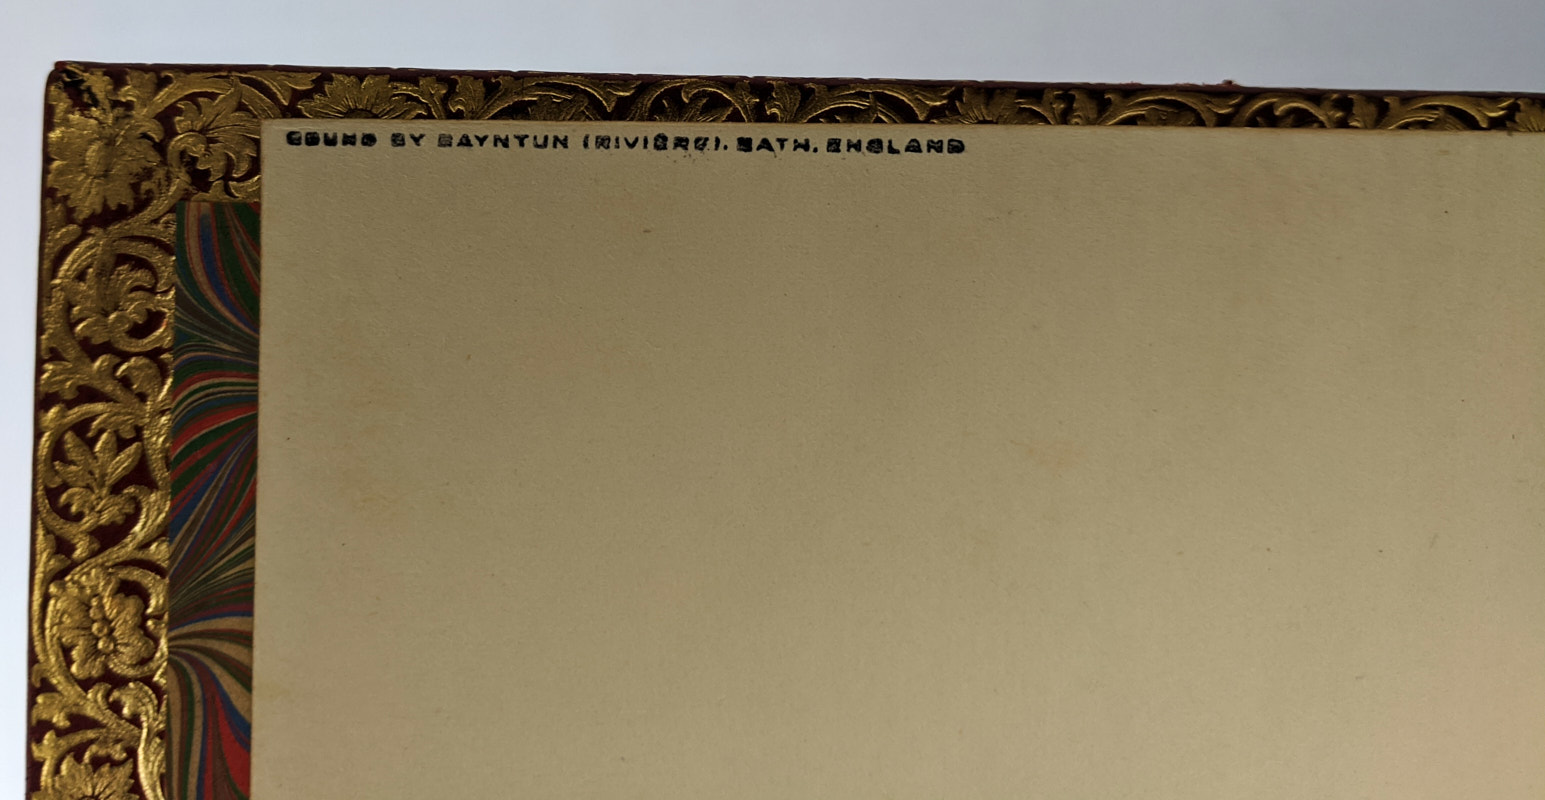 BOUND BY BAYNTUN (RIVIÈRE). BATH. ENGLAND